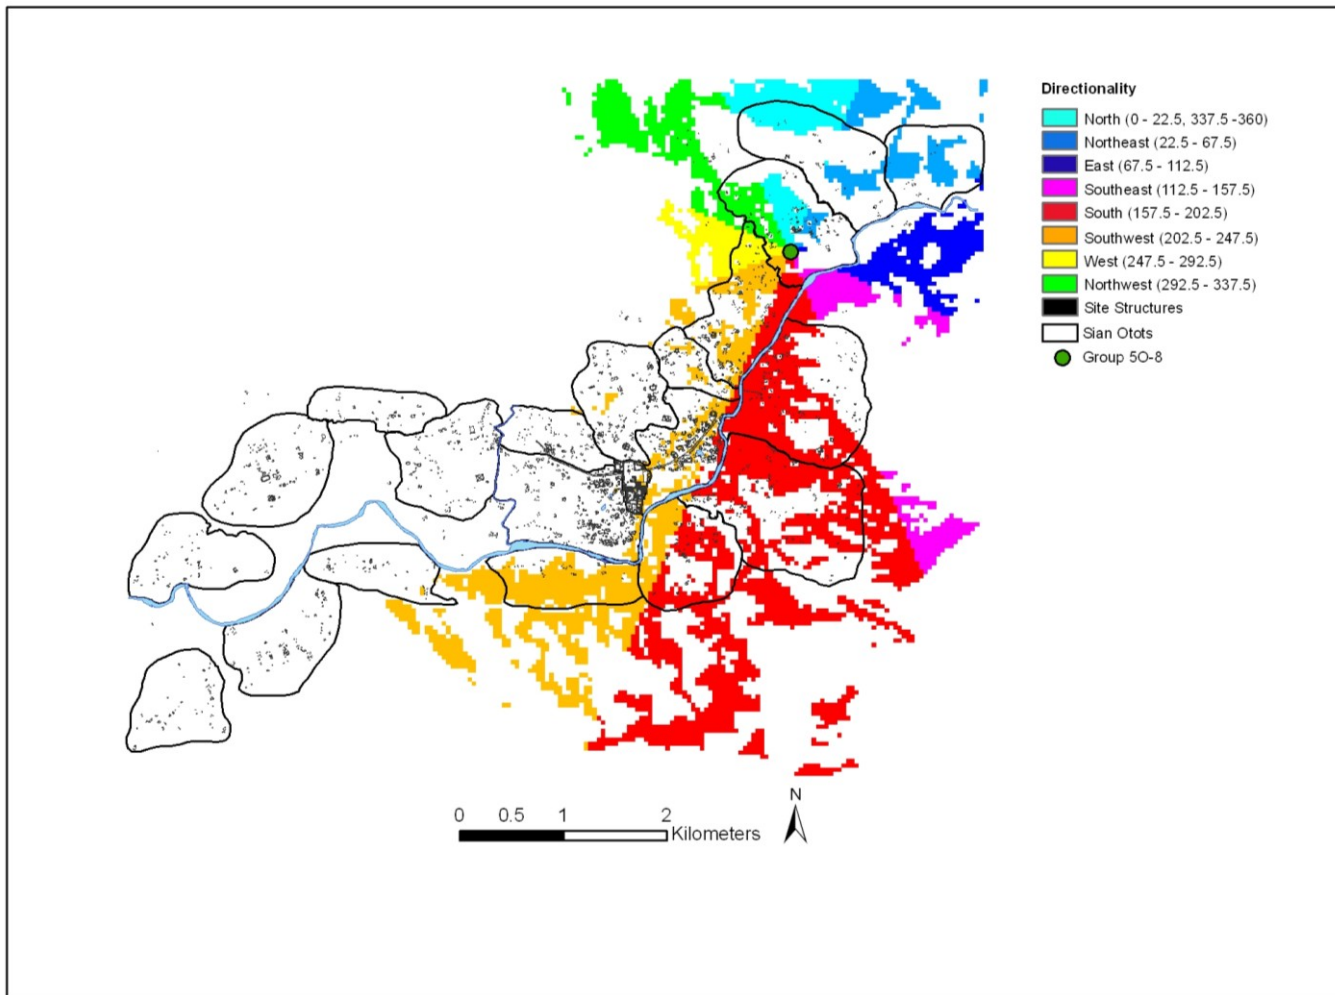 Directionality
North (0 - 22.5, 337.5 -360)
Northeast (22.5 - 67.5)
East (67.5 - 112.5)
Southeast (112.5 - 157.5)
South (157.5 - 202.5)
Southwest (202.5 - 247.5)
West (247.5 - 292.5)
Northwest (292.5 - 337.5)
Site Structures
Sian Otots
Group 5O-8
N
0 0.5 1 2
Kilometers